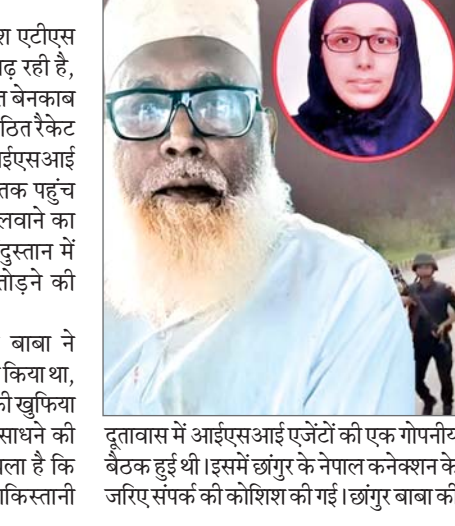 श एटीएस
ढ़ रही है,
त बेनकाब
ठित रैकेट
ईएसआई
तक पहुंच
लवाने का
दुस्तान में
तोड़ने की
बाबा ने
किया था,
की खुफिया
साधने की
ला है कि
ाकिस्तानी
दूतावास में आईएसआई एजेंटों की एक गोपनीय
बैठक हुई थी। इसमें छांगुर के नेपाल कनेक्शन के
जरिए संपर्क की कोशिश की गई। छांगुर बाबा की